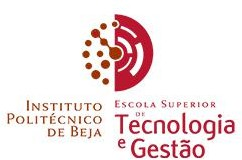 INSTITUTO
POLITÉCNICO
DE BEJA
ESCOLA SUPERIOR
DE
Tecnologia
e Gestão